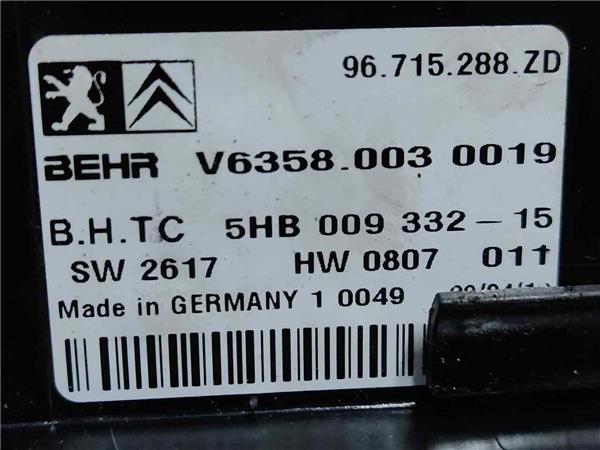 96.715.288.ZD
BEHR V6358.003 0019
B.H.TC 5HB 009 332-15
SW 2617 HW 0807 011
Made in GERMANY 1 0049